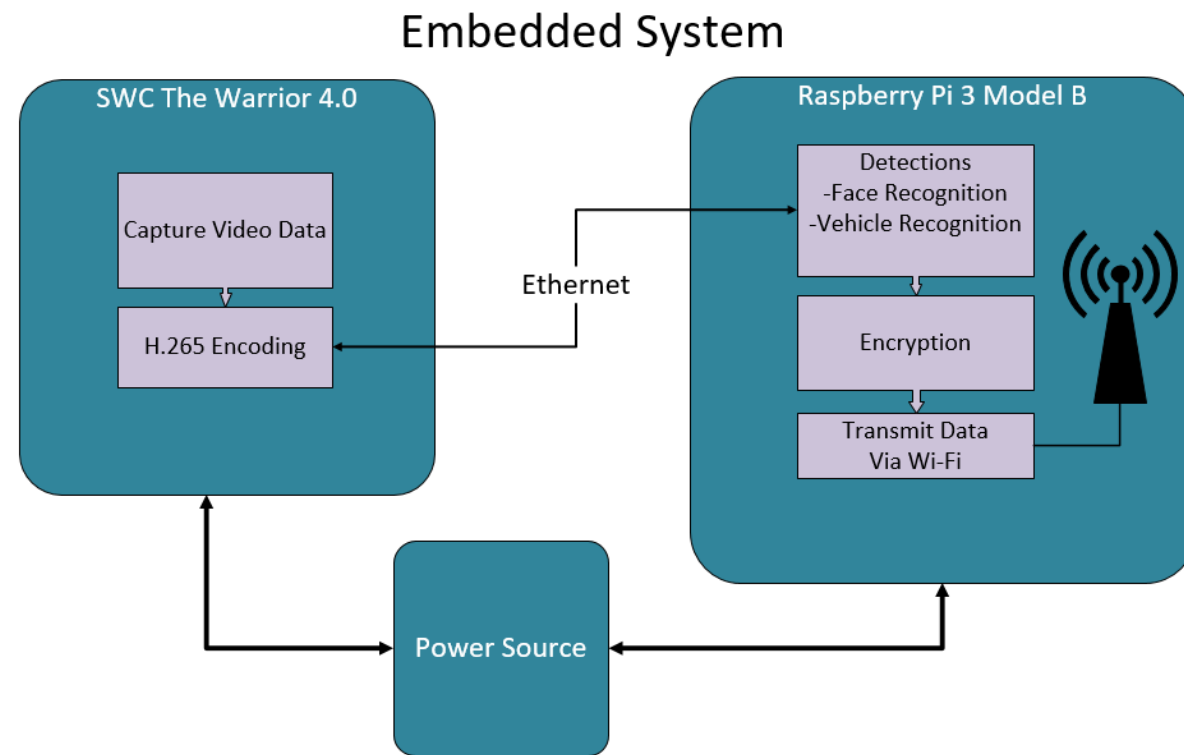 Embedded System
SWC The Warrior 4.0
Capture Video Data
H.265 Encoding
Ethernet
Raspberry Pi 3 Model B
Detections
-Face Recognition
-Vehicle Recognition
Encryption
Transmit Data
Via Wi-Fi
Power Source